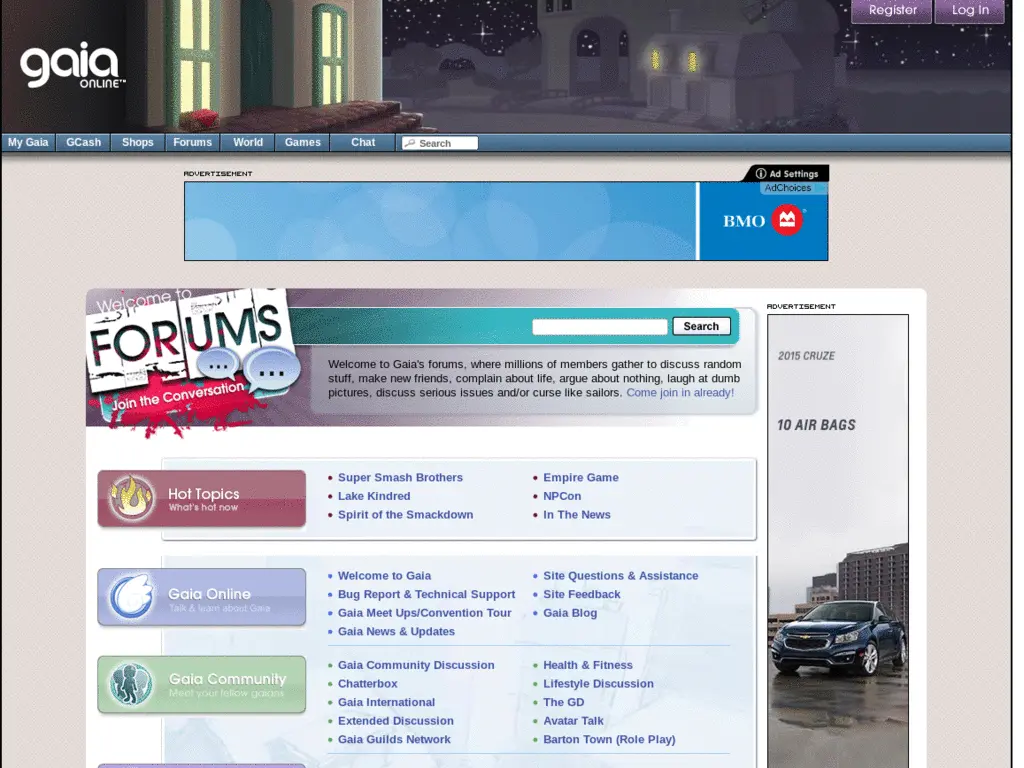 Register
Log In
gaia
ONLINE™
My Gaia
GCash
Shops
Forums
World
Games
Chat
Search
ADVERTISEMENT
Ad Settings
AdChoices
BMO
Welcome to
FORUMS
Join the Conversation
Search
Welcome to Gaia's forums, where millions of members gather to discuss random
stuff, make new friends, complain about life, argue about nothing, laugh at dumb
pictures, discuss serious issues and/or curse like sailors. Come join in already!
ADVERTISEMENT
2015 CRUZE
10 AIR BAGS
Hot Topics
What's hot now
Super Smash Brothers
Lake Kindred
Spirit of the Smackdown
Empire Game
NPCon
In The News
Gaia Online
Talk & learn about Gaia
Welcome to Gaia
Bug Report & Technical Support
Gaia Meet Ups/Convention Tour
Gaia News & Updates
Site Questions & Assistance
Site Feedback
Gaia Blog
Gaia Community
Meet your fellow gaians
Gaia Community Discussion
Chatterbox
Gaia International
Extended Discussion
Gaia Guilds Network
Health & Fitness
Lifestyle Discussion
The GD
Avatar Talk
Barton Town (Role Play)